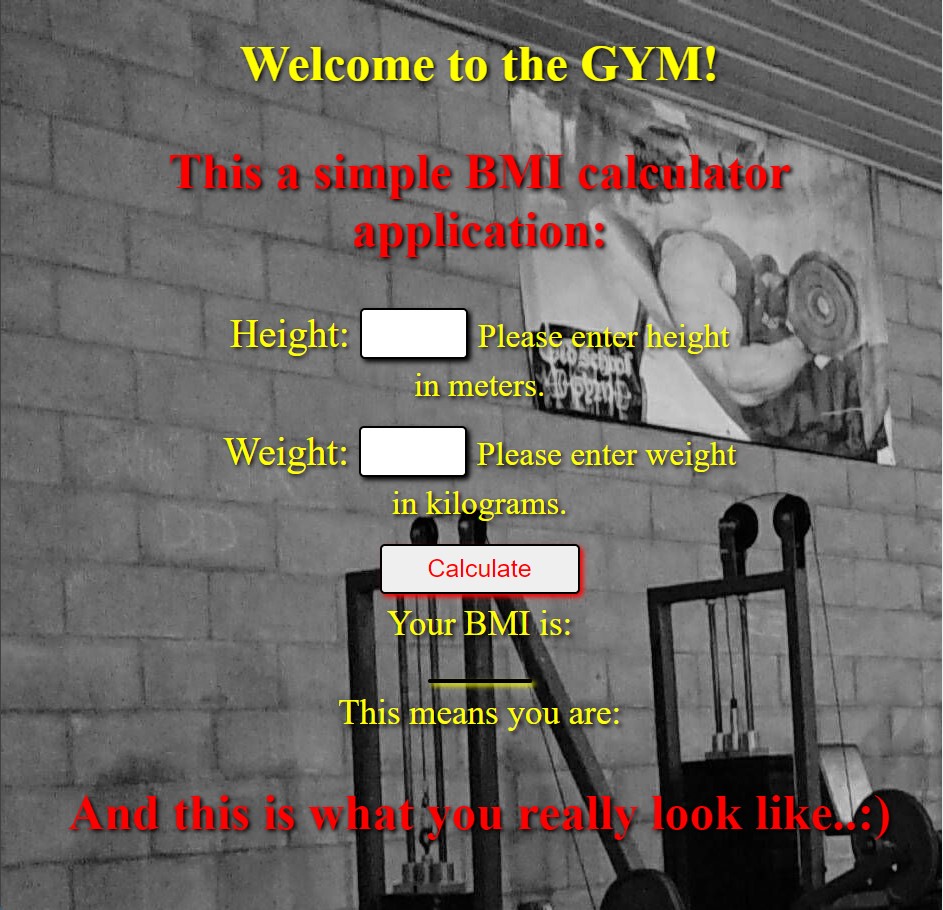 Welcome to the GYM!
This a simple BMI calculator
application:
Height: Please enter height
in meters.
Weight: Please enter weight
in kilograms.
Calculate
Your BMI is:
This means you are:
And this is what you really look like..:)